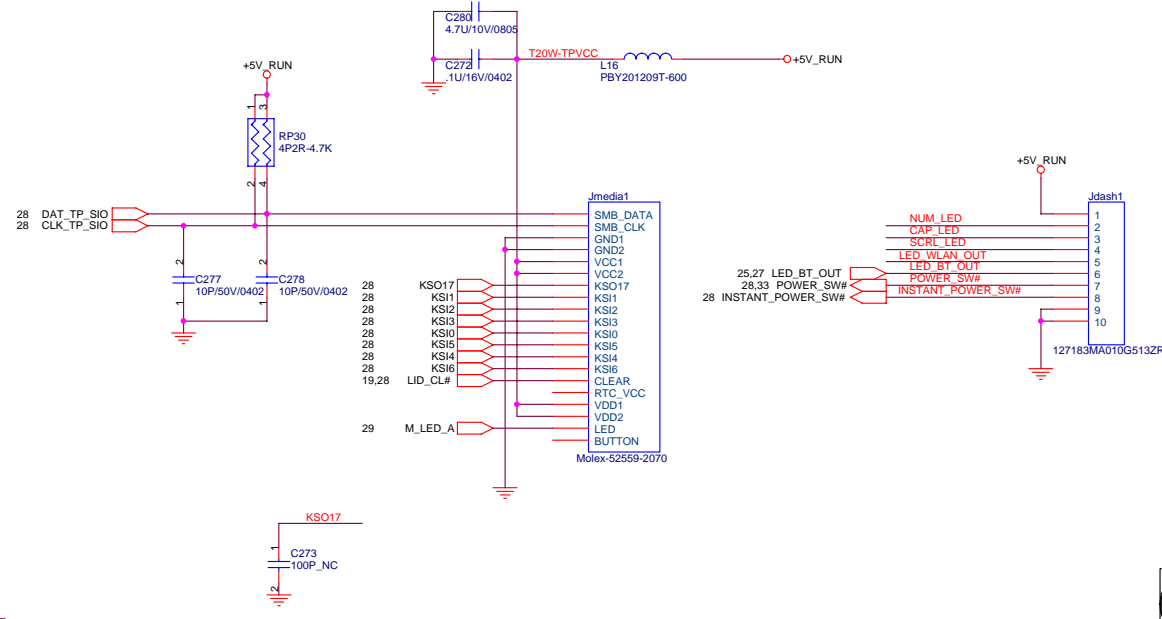 C280
4.7U/10V/0805
T20W-TPVCC
+5V_RUN
C272
.1U/16V/0402
L16
PBY201209T-600
+5V_RUN
1
3
RP30
4P2R-4.7K
2
4
+5V_RUN
Jmedia1
Jdash1
28 DAT_TP_SIO
28 CLK_TP_SIO
SMB_DATA
SMB_CLK
GND1
GND2
VCC1
VCC2
KSO17
KSI1
KSI2
KSI3
KSI0
KSI5
KSI4
KSI6
CLEAR
RTC_VCC
VDD1
VDD2
LED
BUTTON
Molex-52559-2070
2
C277
10P/50V/0402
1
2
C278
10P/50V/0402
1
28 KSO17
28 KSI1
28 KSI2
28 KSI3
28 KSI0
28 KSI5
28 KSI4
28 KSI6
19,28 LID_CL#
29 M_LED_A
NUM_LED
CAP_LED
SCRL_LED
LED_WLAN_OUT
LED_BT_OUT
POWER_SW#
INSTANT_POWER_SW#
25,27 LED_BT_OUT
28,33 POWER_SW#
28 INSTANT_POWER_SW#
1
2
3
4
5
6
7
8
9
10
127183MA010G513ZR
KSO17
1
C273
100P_NC
2